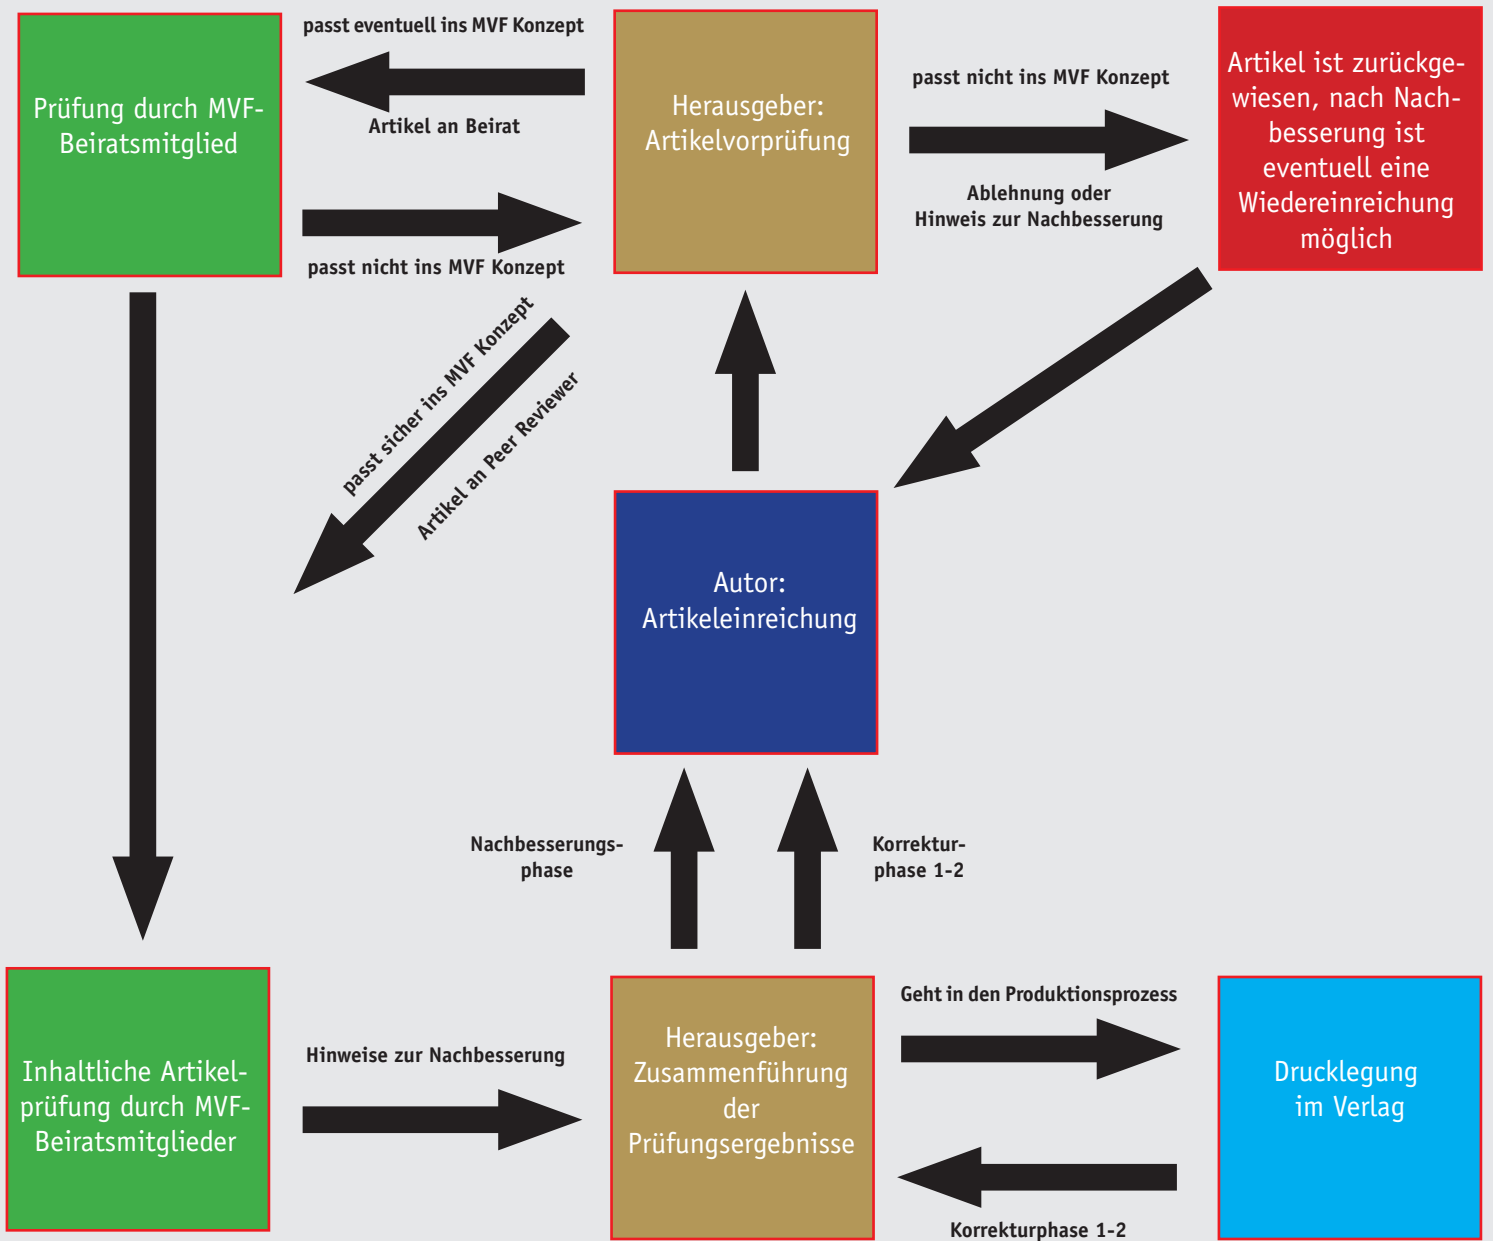 passt eventuell ins MVF Konzept
Artikel an Beirat
Prüfung durch MVF-
Beiratsmitglied
passt nicht ins MVF Konzept
Herausgeber:
Artikelvorprüfung
passt nicht ins MVF Konzept
Ablehnung oder
Hinweis zur Nachbesserung
Artikel ist zurückge-
wiesen, nach Nach-
besserung ist
eventuell eine
Wiedereinreichung
möglich
passt sicher ins MVF Konzept
Artikel an Peer Reviewer
Autor:
Artikeleinreichung
Nachbesserungs-
phase
Korrektur-
phase 1-2
Inhaltliche Artikel-
prüfung durch MVF-
Beiratsmitglieder
Hinweise zur Nachbesserung
Herausgeber:
Zusammenführung
der
Prüfungsergebnisse
Geht in den Produktionsprozess
Korrekturphase 1-2
Drucklegung
im Verlag